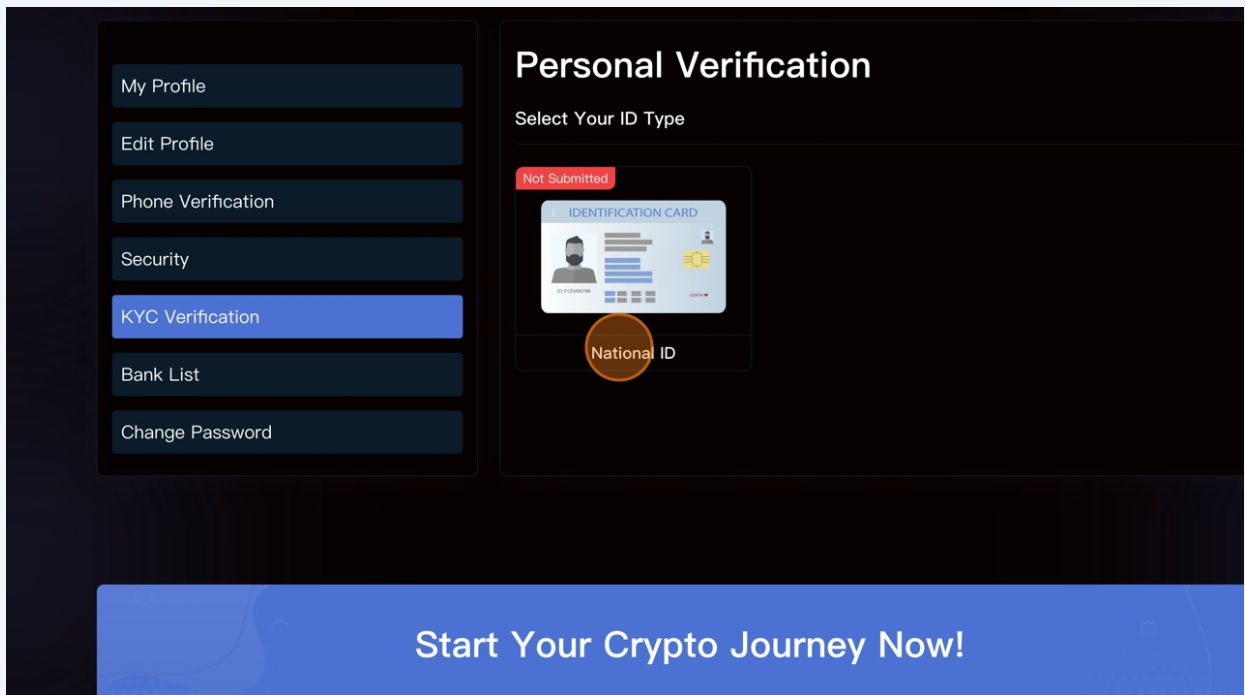 My Profile
Edit Profile
Phone Verification
Security
KYC Verification
Bank List
Change Password
Personal Verification
Select Your ID Type
Not Submitted
IDENTIFICATION CARD
National ID
Start Your Crypto Journey Now!